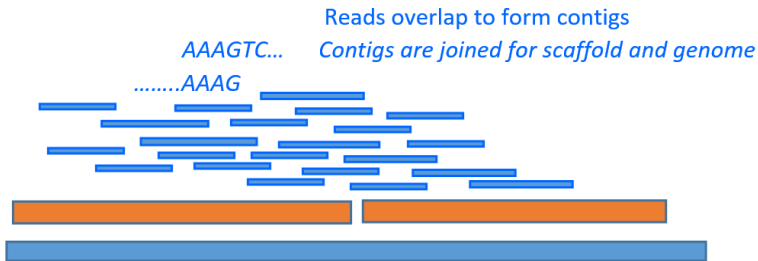 Reads overlap to form contigs
AAAGTC... Contigs are joined for scaffold and genome
........AAAG